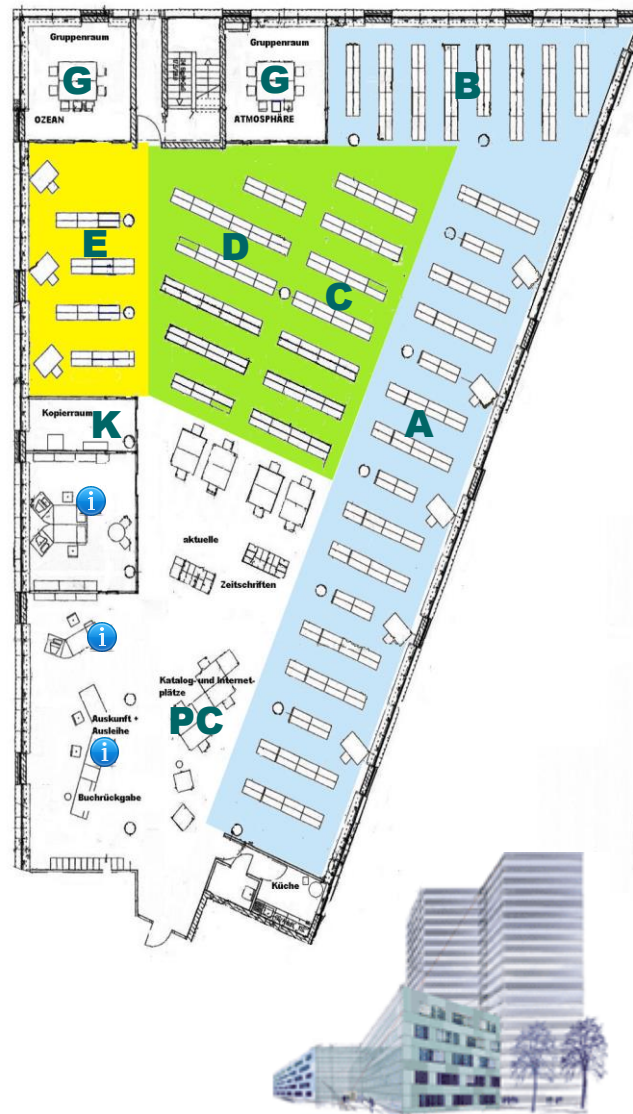 Gruppenraum
G
OZEAN
Gruppenraum
G
ATMOSPHÄRE
B
E
D
C
A
Kopierraum
K
i
aktuelle
Zeitschriften
i
Katalog- und Internet-
plätze
PC
Auskunft +
Ausleihe
i
Buchrückgabe
Küche